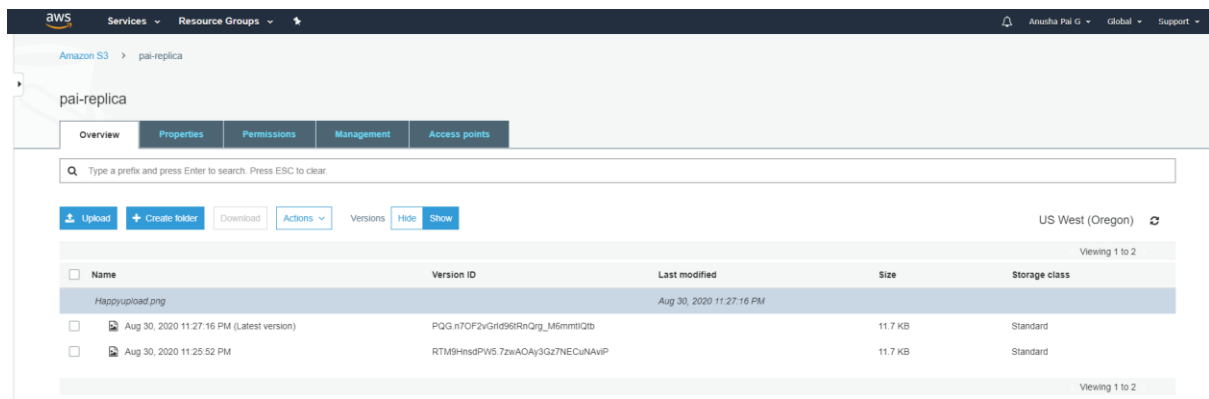 aws Services Resource Groups Anusha Pai G Global Support
Amazon S3 > pai-replica
pai-replica
Overview Properties Permissions Management Access points
Type a prefix and press Enter to search. Press ESC to clear.
Upload + Create folder Download Actions Versions Hide Show US West (Oregon)
Viewing 1 to 2
Name Version ID Last modified Size Storage class
Happyupload.png Aug 30, 2020 11:27:16 PM
Aug 30, 2020 11:27:16 PM (Latest version) PQG.n7OF2vGrId96tRnQrg_M6mmtIQtb 11.7 KB Standard
Aug 30, 2020 11:25:52 PM RTM9HnsdPW5.7zwAOAy3Gz7NECuNAviP 11.7 KB Standard
Viewing 1 to 2